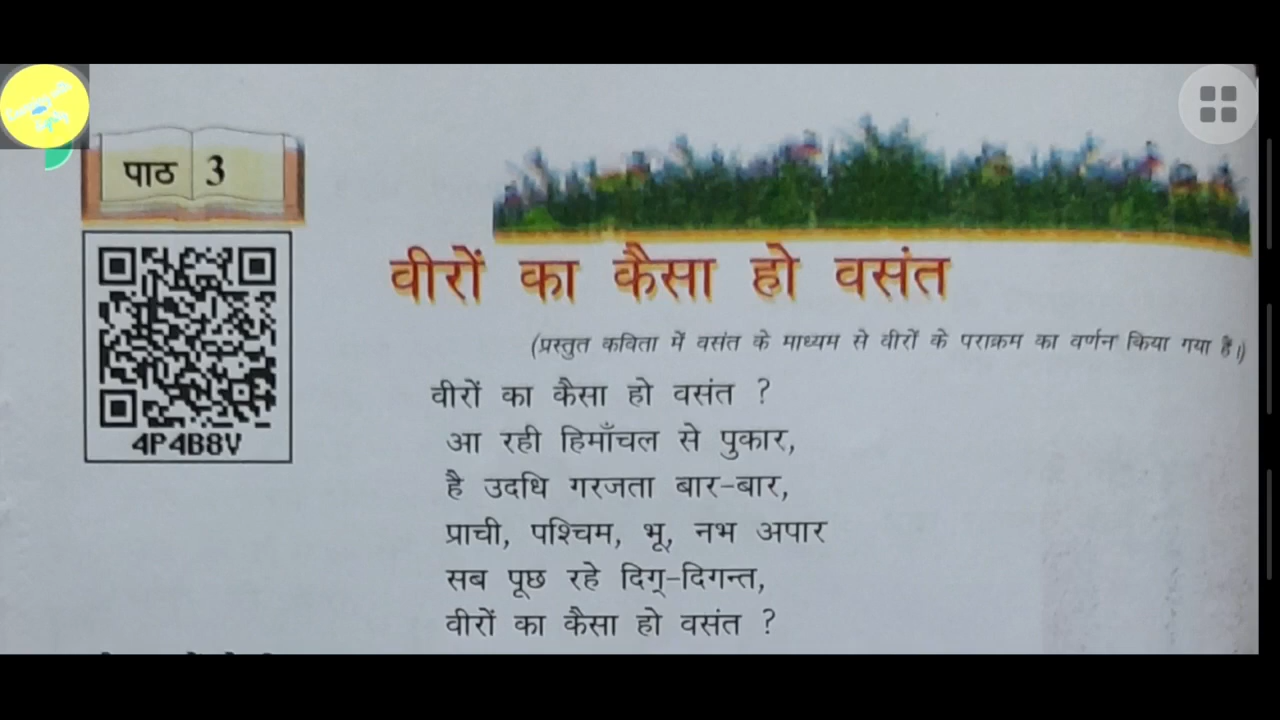 पाठ 3
4P4B8V
वीरों का कैसा हो वसंत
(प्रस्तुत कविता में वसंत के माध्यम से वीरों के पराक्रम का वर्णन किया गया है।)
वीरों का कैसा हो वसंत ?
आ रही हिमाँचल से पुकार,
है उदधि गरजता बार-बार,
प्राची, पश्चिम, भू, नभ अपार
सब पूछ रहे दिग्-दिगन्त,
वीरों का कैसा हो वसंत ?